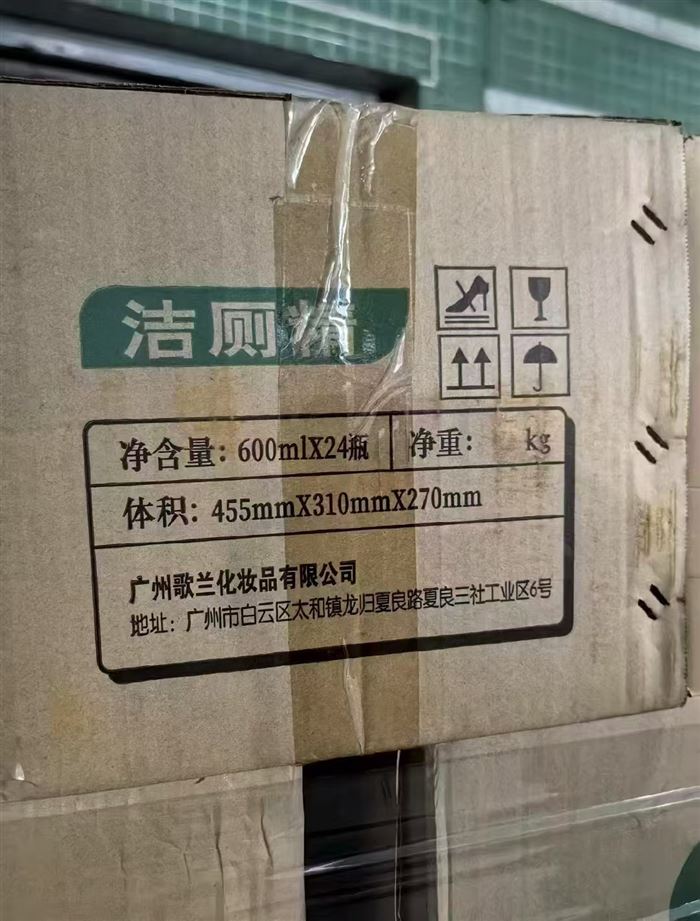 洁厕精
净含量：600mlX24瓶 净重： kg
体积：455mmX310mmX270mm
广州歌兰化妆品有限公司
地址：广州市白云区太和镇龙归夏良路夏良三社工业区6号